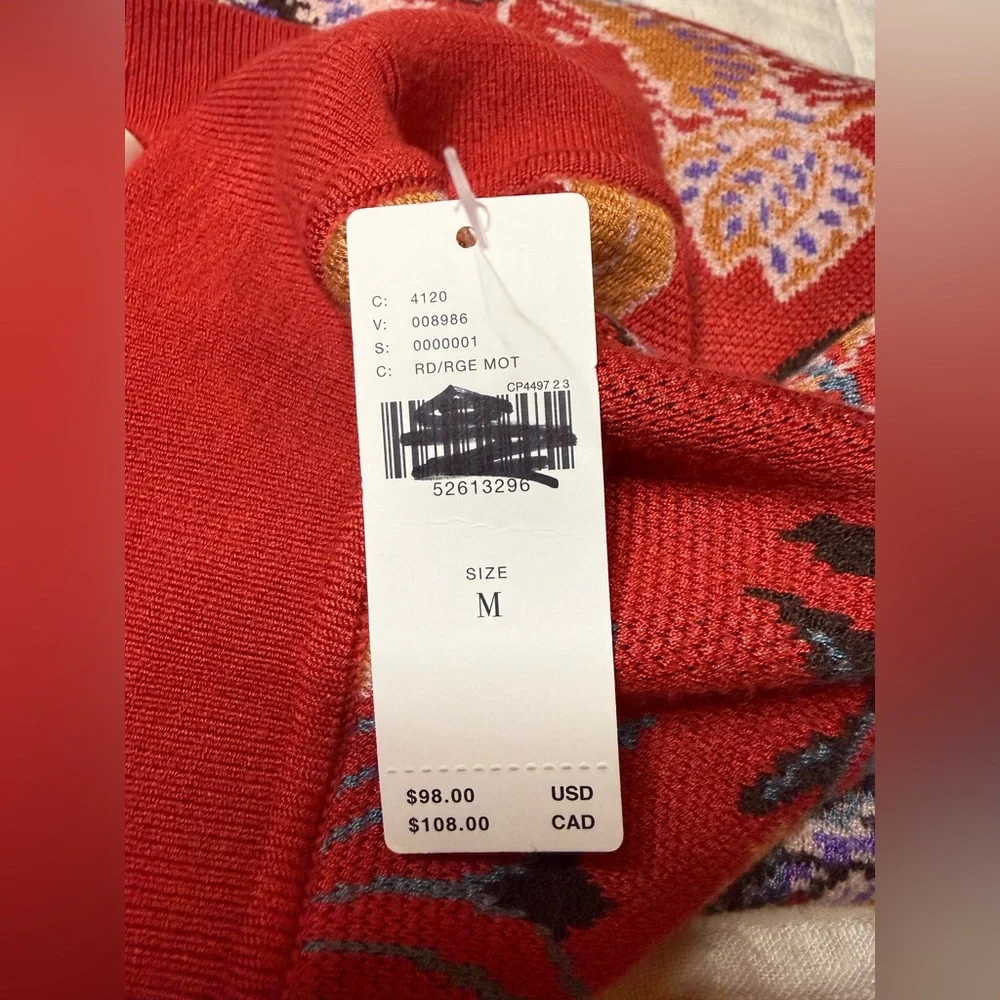 C: 4120
V: 008986
S: 0000001
C: RD/RGE MOT
CP4497 2 3
52613296
SIZE
M
$98.00 USD
$108.00 CAD